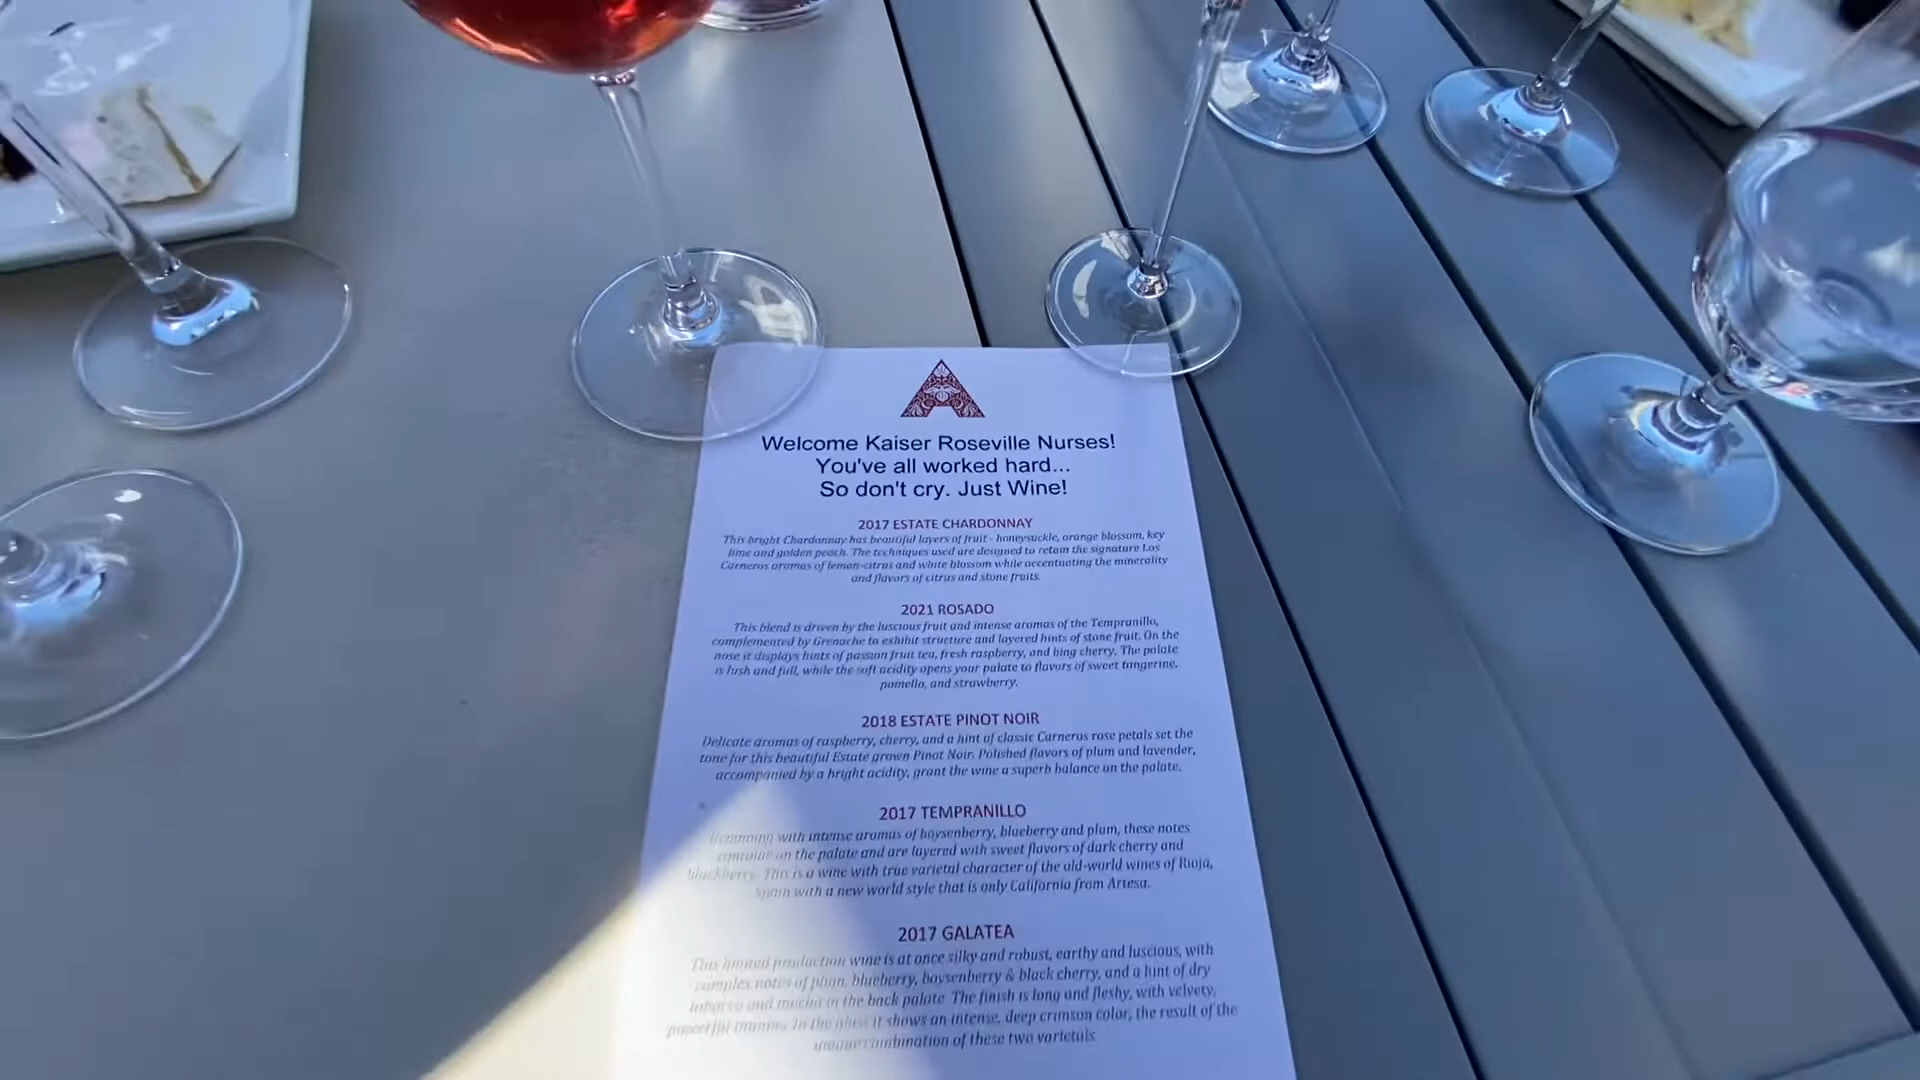 Welcome Kaiser Roseville Nurses!
You've all worked hard...
So don't cry. Just Wine!
2017 ESTATE CHARDONNAY
This bright Chardonnay has beautiful layers of fruit - honeysuckle, orange blossom, key
lime and golden peach. The techniques used are designed to retain the signature Los
Carneros aromas of lemon-citrus and white blossom while accentuating the minerality
and flavors of citrus and stone fruits.
2021 ROSADO
This blend is driven by the luscious fruit and intense aromas of the Tempranillo,
complemented by Grenache to exhibit structure and layered hints of stone fruit. On the
nose it displays hints of passion fruit tea, fresh raspberry, and bing cherry. The palate
is lush and full, while the soft acidity opens your palate to flavors of sweet tangerine,
pomello, and strawberry.
2018 ESTATE PINOT NOIR
Delicate aromas of raspberry, cherry, and a hint of classic Carneros rose petals set the
tone for this beautiful Estate grown Pinot Noir. Polished flavors of plum and lavender,
accompanied by a bright acidity, grant the wine a superb balance on the palate.
2017 TEMPRANILLO
with intense aromas of boysenberry, blueberry and plum, these notes
continue on the palate and are layered with sweet flavors of dark cherry and
blackberry. This is a wine with true varietal character of the old-world wines of Rioja,
Spain with a new world style that is only California from Artesa.
2017 GALATEA
This limited production wine is at once silky and robust, earthy and luscious, with
complex notes of plum, blueberry, boysenberry & black cherry, and a hint of dry
tobacco and mocha in the back palate. The finish is long and fleshy, with velvety,
powerful tannins. In the glass it shows an intense, deep crimson color, the result of the
unique combination of these two varietals.